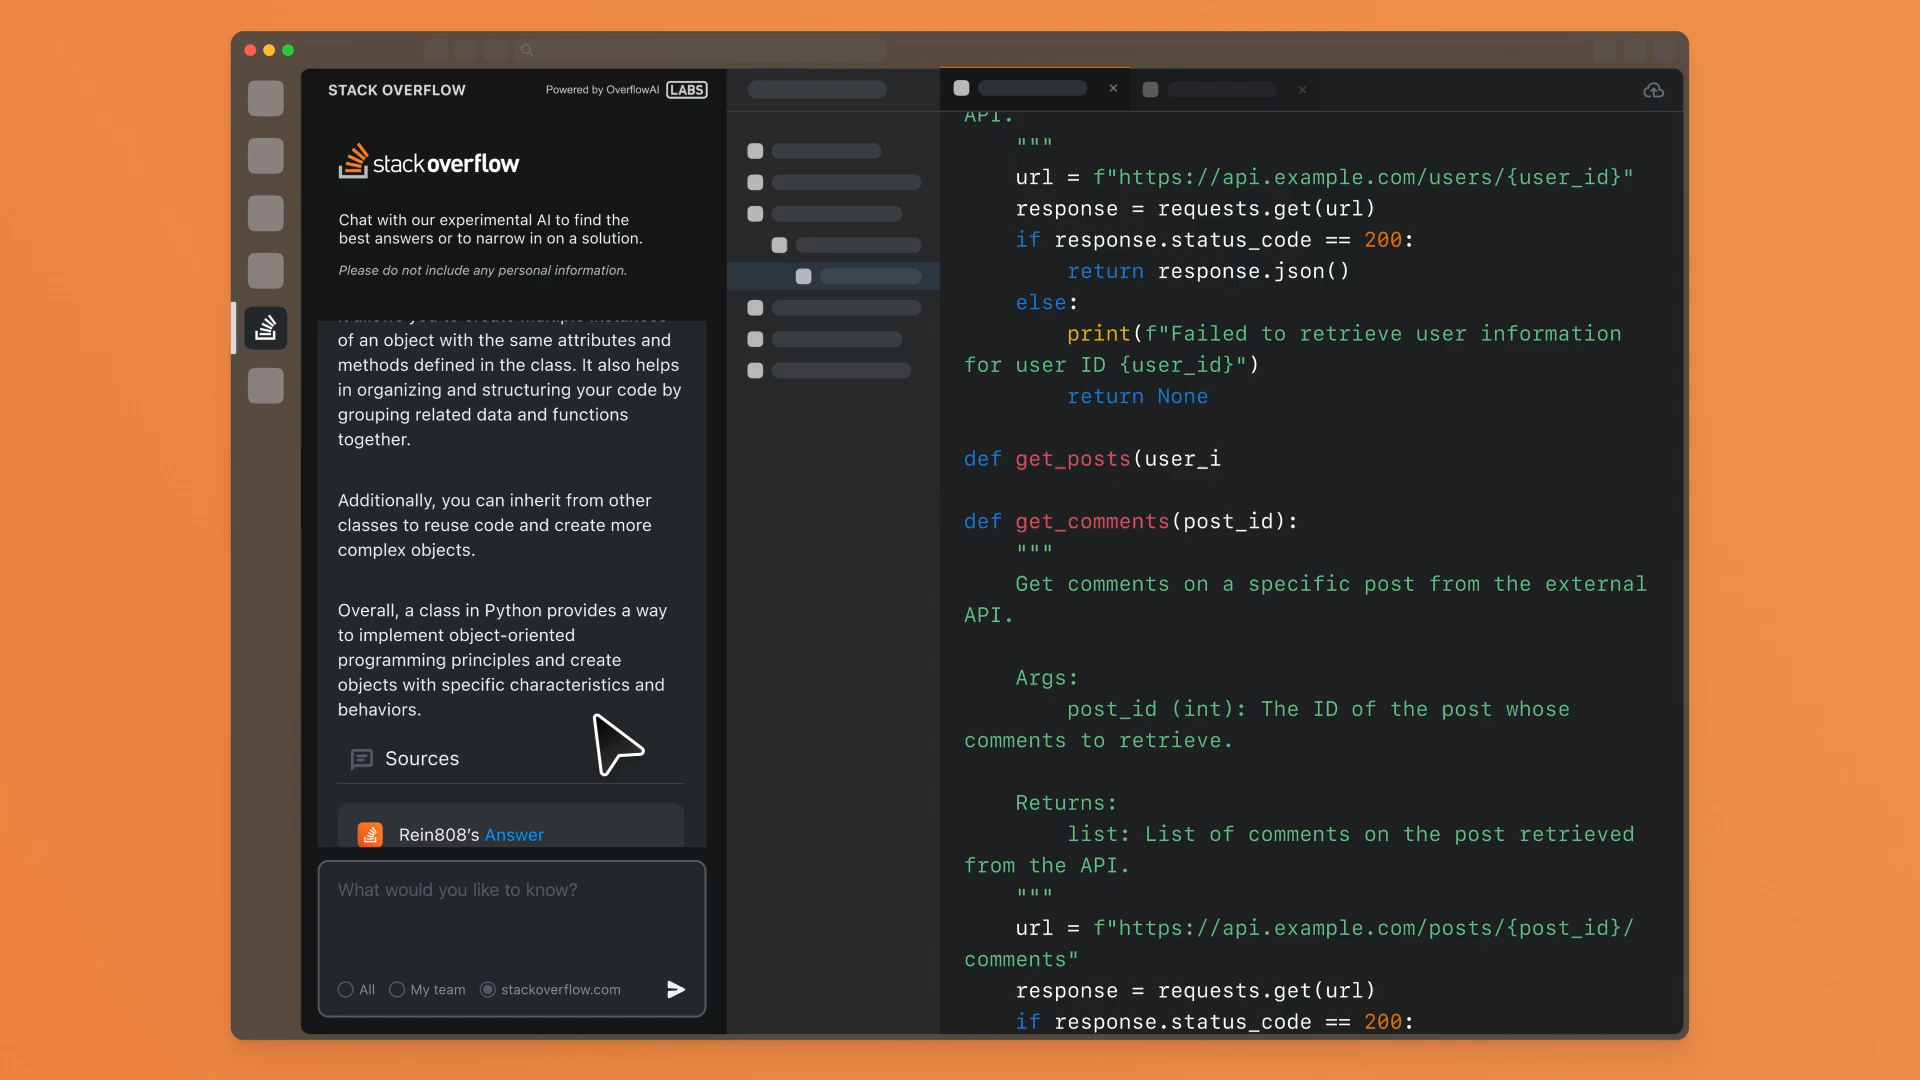 STACK OVERFLOW
Powered by OverflowAI LABS
stackoverflow
Chat with our experimental AI to find the
best answers or to narrow in on a solution.
Please do not include any personal information.
It allows you to create multiple instances
of an object with the same attributes and
methods defined in the class. It also helps
in organizing and structuring your code by
grouping related data and functions
together.
Additionally, you can inherit from other
classes to reuse code and create more
complex objects.
Overall, a class in Python provides a way
to implement object-oriented
programming principles and create
objects with specific characteristics and
behaviors.
Sources
Rein808's Answer
What would you like to know?
All My team stackoverflow.com
API.
"""
url = f"https://api.example.com/users/{user_id}"
response = requests.get(url)
if response.status_code == 200:
return response.json()
else:
print(f"Failed to retrieve user information
for user ID {user_id}")
return None
def get_posts(user_i
def get_comments(post_id):
"""
Get comments on a specific post from the external
API.
Args:
post_id (int): The ID of the post whose
comments to retrieve.
Returns:
list: List of comments on the post retrieved
from the API.
"""
url = f"https://api.example.com/posts/{post_id}/
comments"
response = requests.get(url)
if response.status_code == 200: